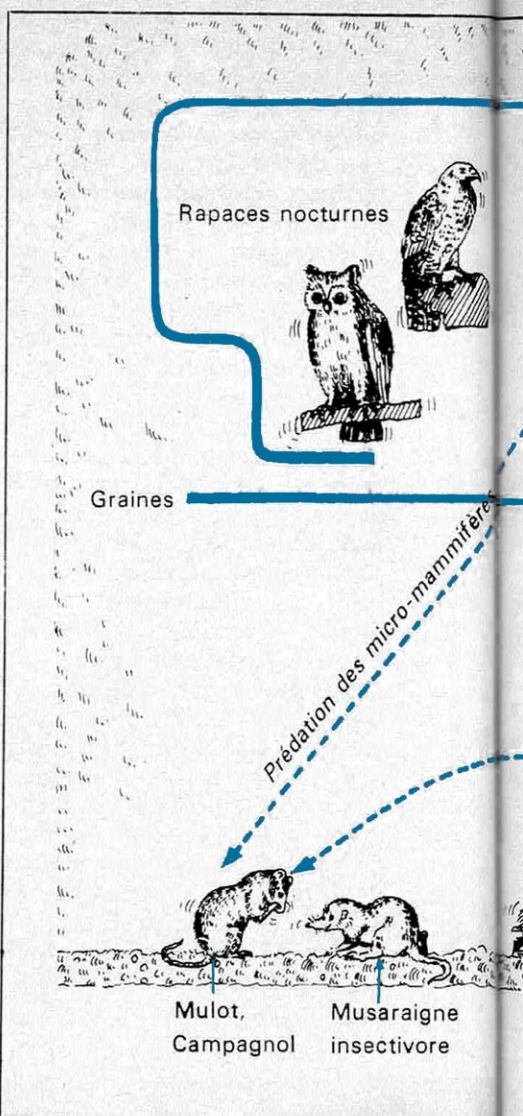 Rapaces nocturnes
Graines
Prédation des micro-mammifères
Mulot,
Campagnol
Musaraigne
insectivore